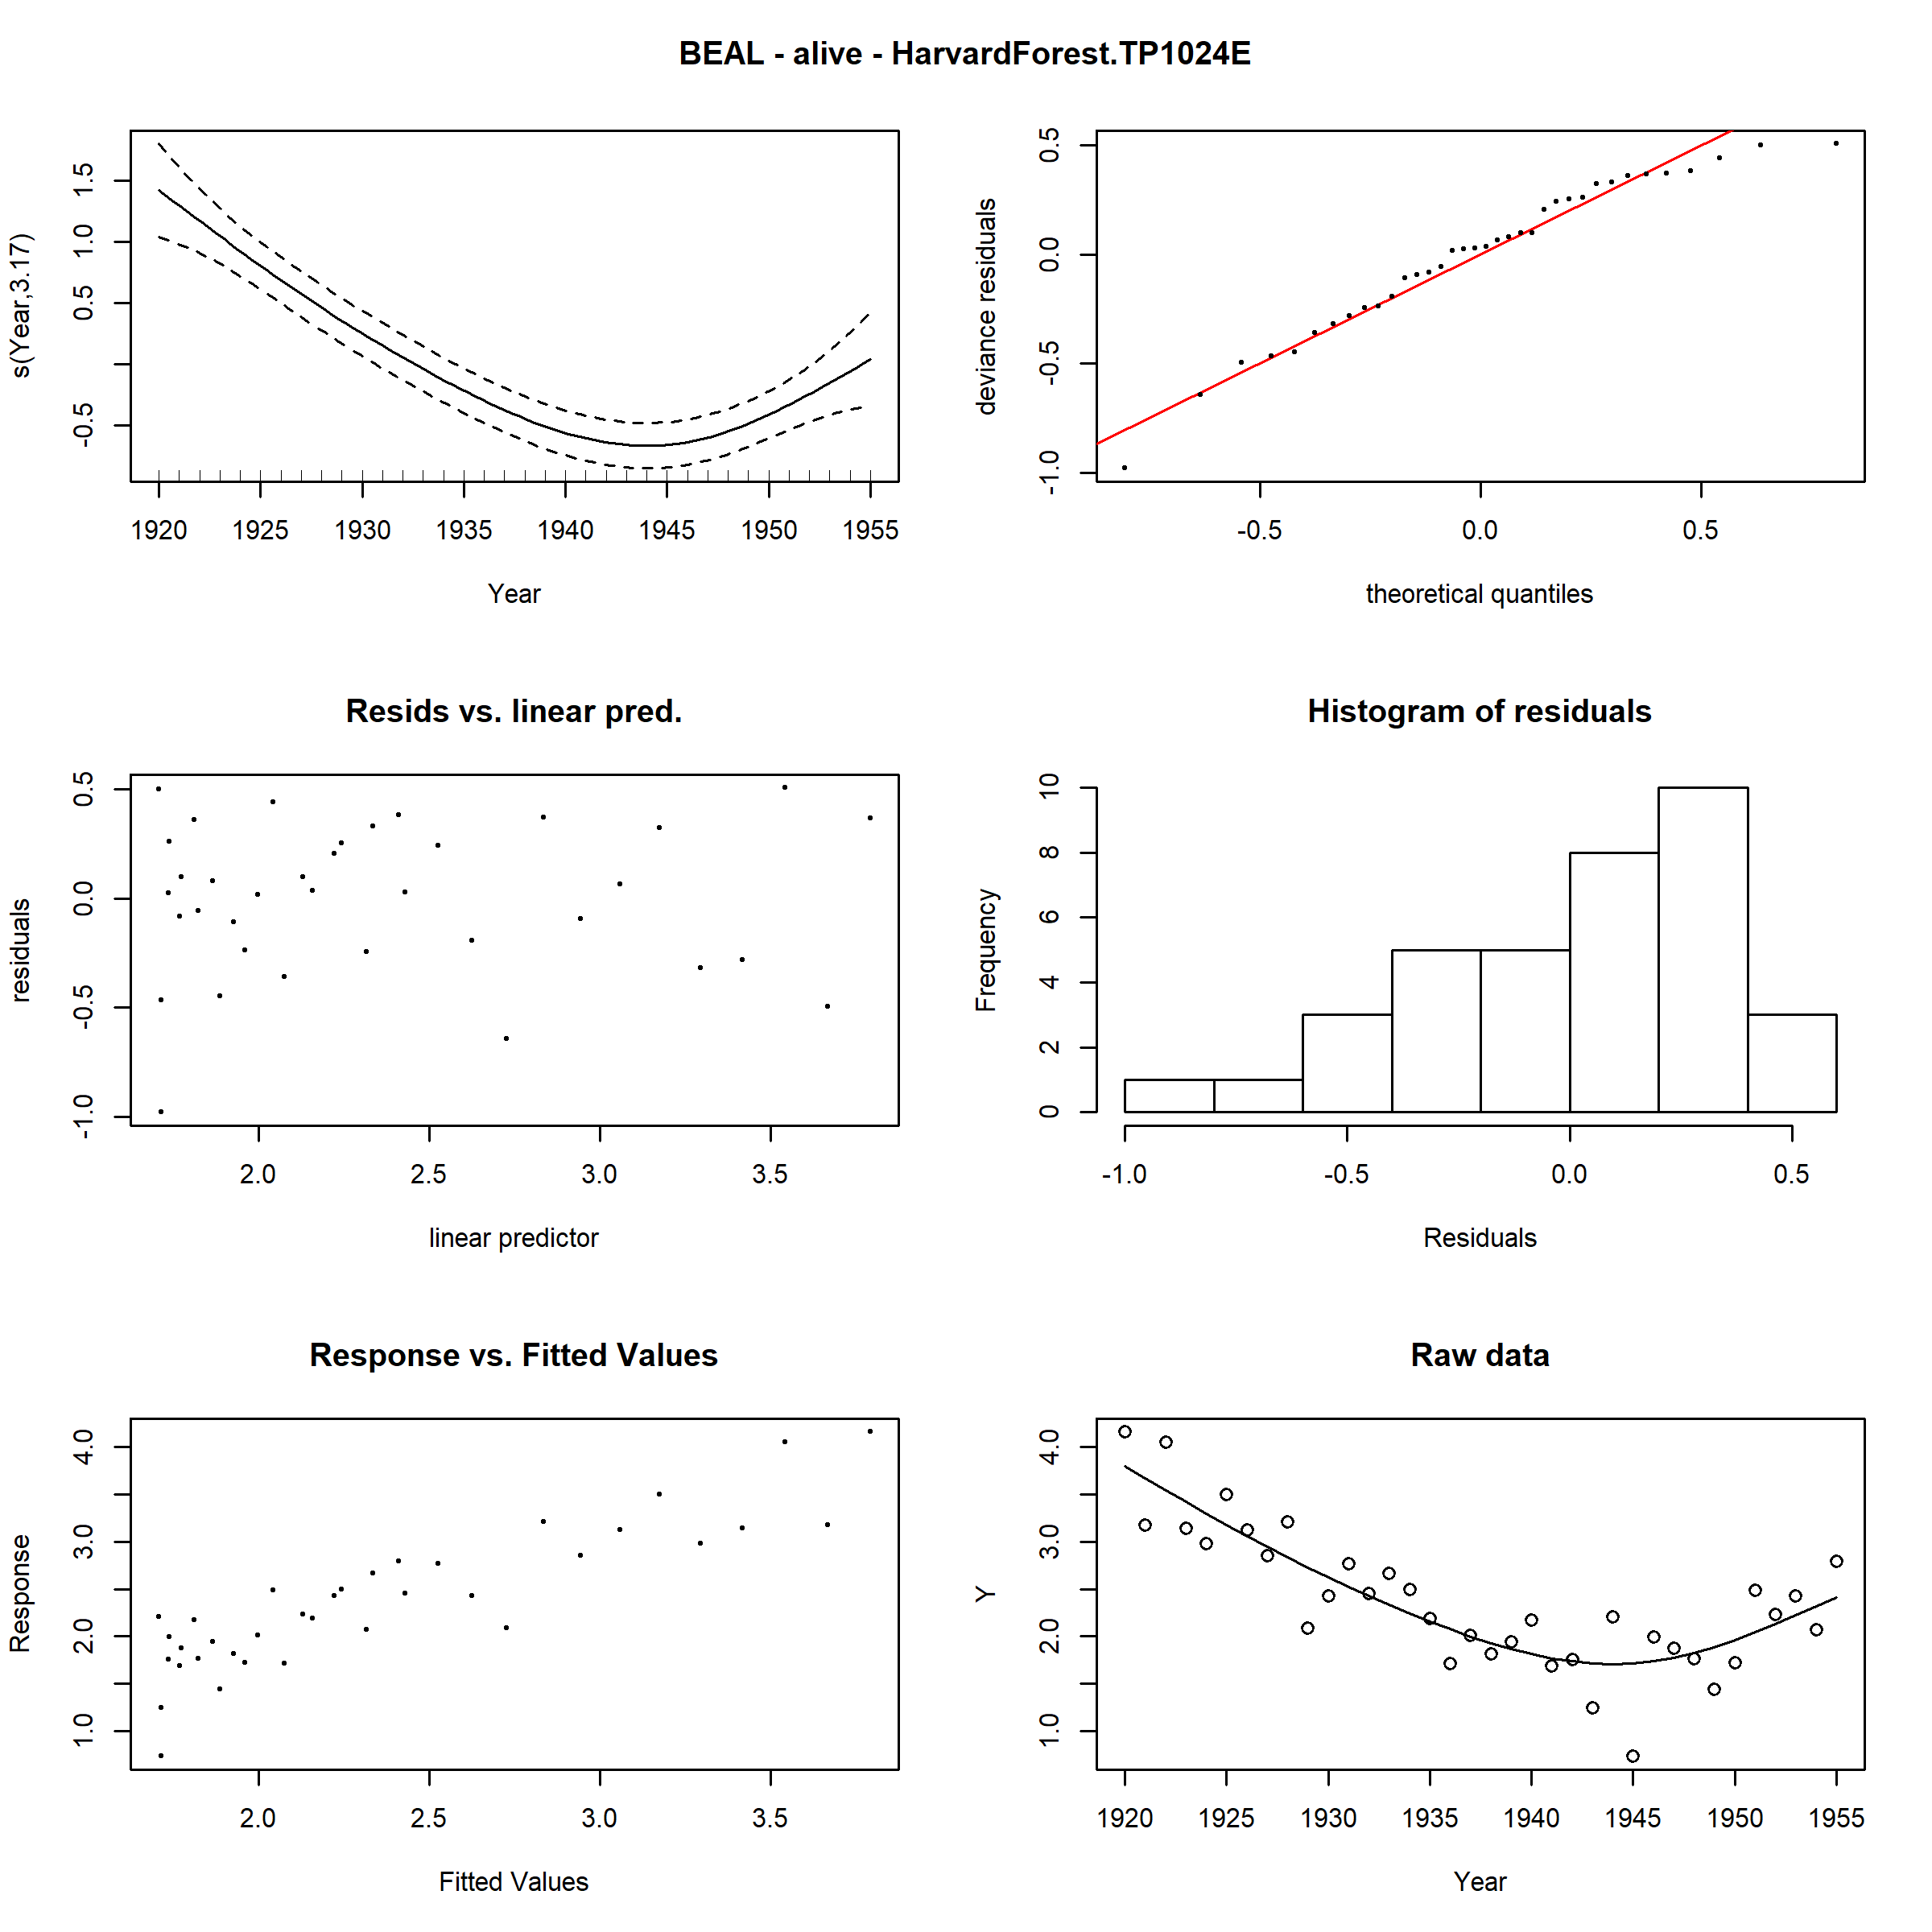 BEAL - alive - HarvardForest.TP1024E
s(Year,3.17)
1.5
1.0
0.5
-0.5
1920 1925 1930 1935 1940 1945 1950 1955
Year
deviance residuals
0.5
0.0
-0.5
-1.0
-0.5 0.0 0.5
theoretical quantiles
Resids vs. linear pred.
residuals
0.5
0.0
-0.5
-1.0
2.0 2.5 3.0 3.5
linear predictor
Histogram of residuals
Frequency
10
8
6
4
2
0
-1.0 -0.5 0.0 0.5
Residuals
Response vs. Fitted Values
Response
4.0
3.0
2.0
1.0
2.0 2.5 3.0 3.5
Fitted Values
Raw data
Y
4.0
3.0
2.0
1.0
1920 1925 1930 1935 1940 1945 1950 1955
Year